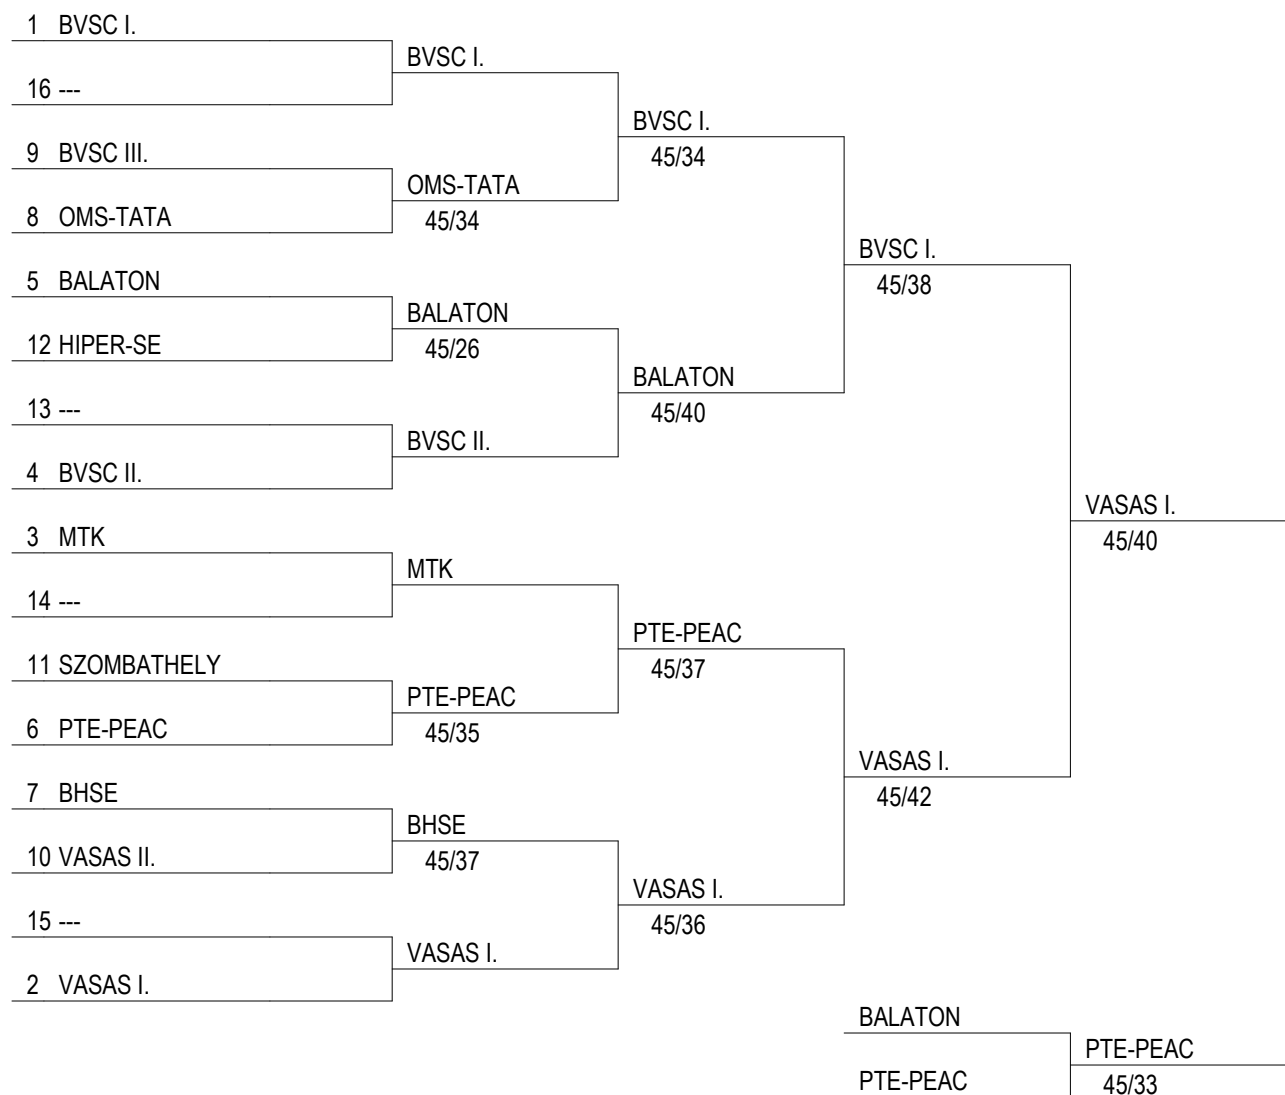 1 BVSC I.
BVSC I.
16 ---
BVSC I.
45/34
9 BVSC III.
OMS-TATA
45/34
8 OMS-TATA
BVSC I.
45/38
5 BALATON
BALATON
45/26
12 HIPER-SE
BALATON
45/40
13 ---
BVSC II.
4 BVSC II.
VASAS I.
45/40
3 MTK
MTK
14 ---
PTE-PEAC
45/37
11 SZOMBATHELY
PTE-PEAC
45/35
6 PTE-PEAC
VASAS I.
45/42
7 BHSE
BHSE
45/37
10 VASAS II.
VASAS I.
45/36
15 ---
VASAS I.
2 VASAS I.
BALATON
PTE-PEAC
45/33
PTE-PEAC